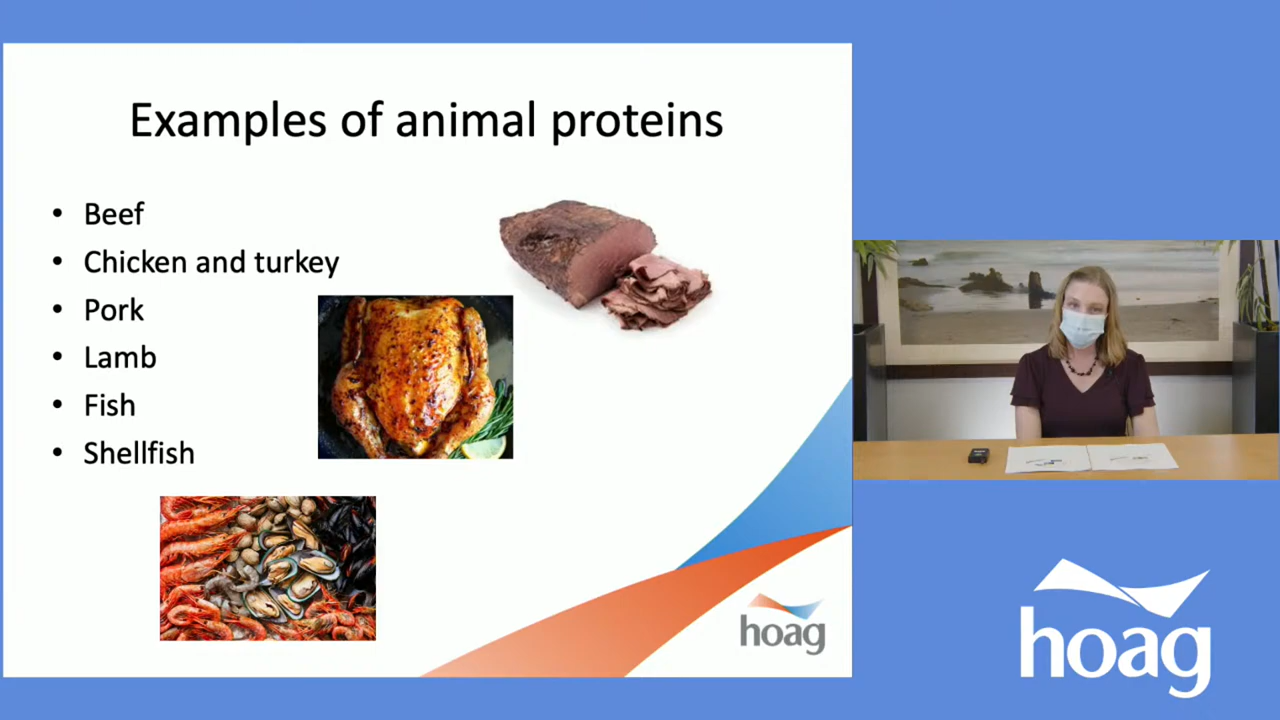 Examples of animal proteins
• Beef
• Chicken and turkey
• Pork
• Lamb
• Fish
• Shellfish
hoag
hoag